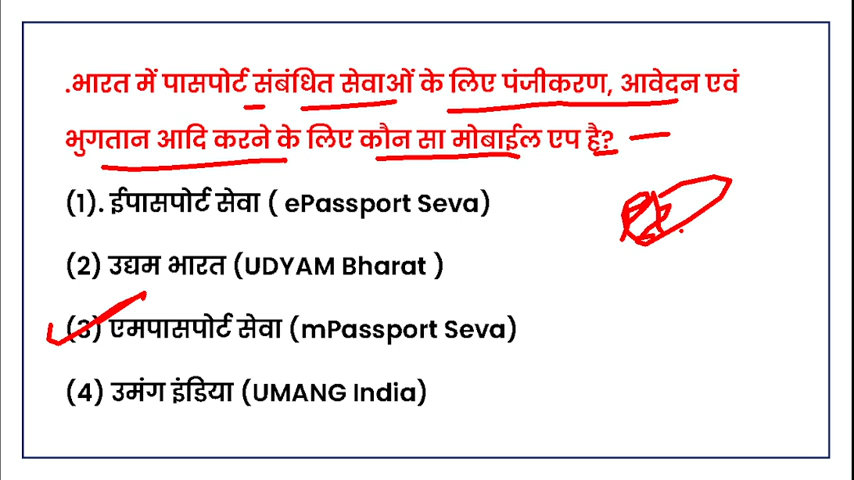 .भारत में पासपोर्ट संबंधित सेवाओं के लिए पंजीकरण, आवेदन एवं
भुगतान आदि करने के लिए कौन सा मोबाईल एप है?
(1). ईपासपोर्ट सेवा ( ePassport Seva)
(2) उद्यम भारत (UDYAM Bharat )
(3) एमपासपोर्ट सेवा (mPassport Seva)
(4) उमंग इंडिया (UMANG India)